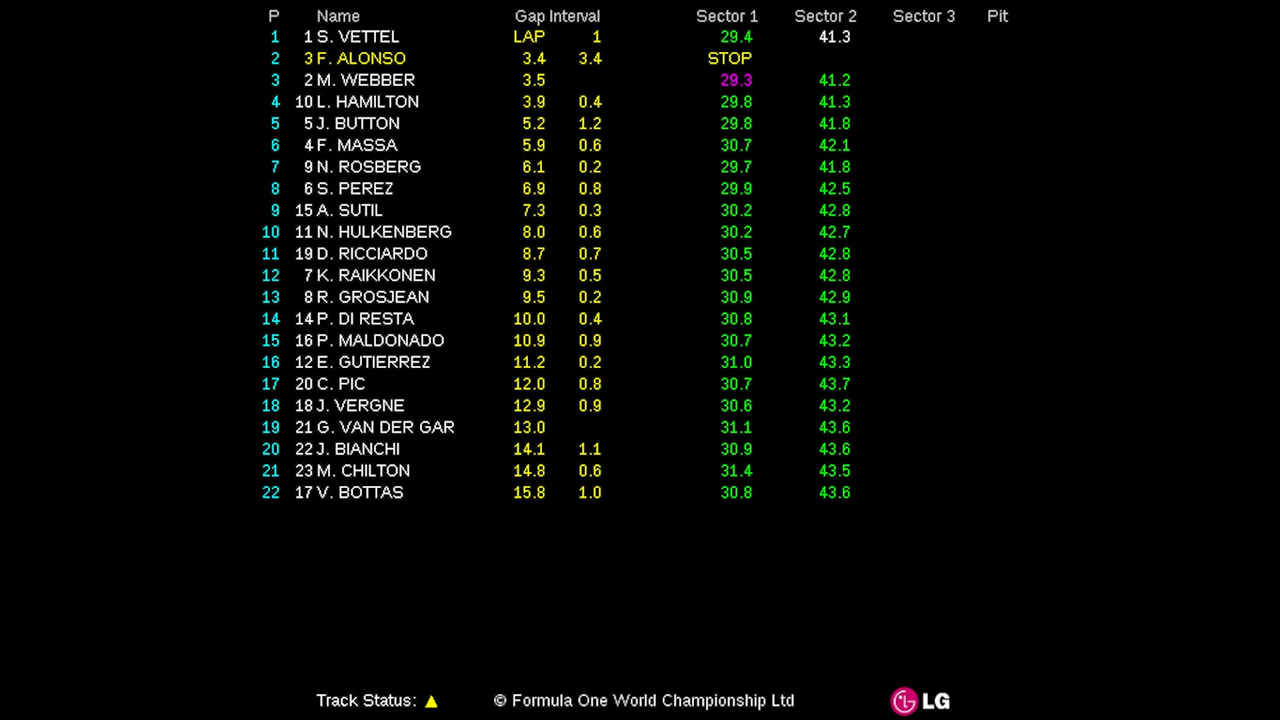 P Name Gap Interval Sector 1 Sector 2 Sector 3 Pit
1 1 S. VETTEL LAP 1 29.4 41.3
2 3 F. ALONSO 3.4 3.4 STOP
3 2 M. WEBBER 3.5 29.3 41.2
4 10 L. HAMILTON 3.9 0.4 29.8 41.3
5 5 J. BUTTON 5.2 1.2 29.8 41.8
6 4 F. MASSA 5.9 0.6 30.7 42.1
7 9 N. ROSBERG 6.1 0.2 29.7 41.8
8 6 S. PEREZ 6.9 0.8 29.9 42.5
9 15 A. SUTIL 7.3 0.3 30.2 42.8
10 11 N. HULKENBERG 8.0 0.6 30.2 42.7
11 19 D. RICCIARDO 8.7 0.7 30.5 42.8
12 7 K. RAIKKONEN 9.3 0.5 30.5 42.8
13 8 R. GROSJEAN 9.5 0.2 30.9 42.9
14 14 P. DI RESTA 10.0 0.4 30.8 43.1
15 16 P. MALDONADO 10.9 0.9 30.7 43.2
16 12 E. GUTIERREZ 11.2 0.2 31.0 43.3
17 20 C. PIC 12.0 0.8 30.7 43.7
18 18 J. VERGNE 12.9 0.9 30.6 43.2
19 21 G. VAN DER GAR 13.0 31.1 43.6
20 22 J. BIANCHI 14.1 1.1 30.9 43.6
21 23 M. CHILTON 14.8 0.6 31.4 43.5
22 17 V. BOTTAS 15.8 1.0 30.8 43.6
Track Status: © Formula One World Championship Ltd LG